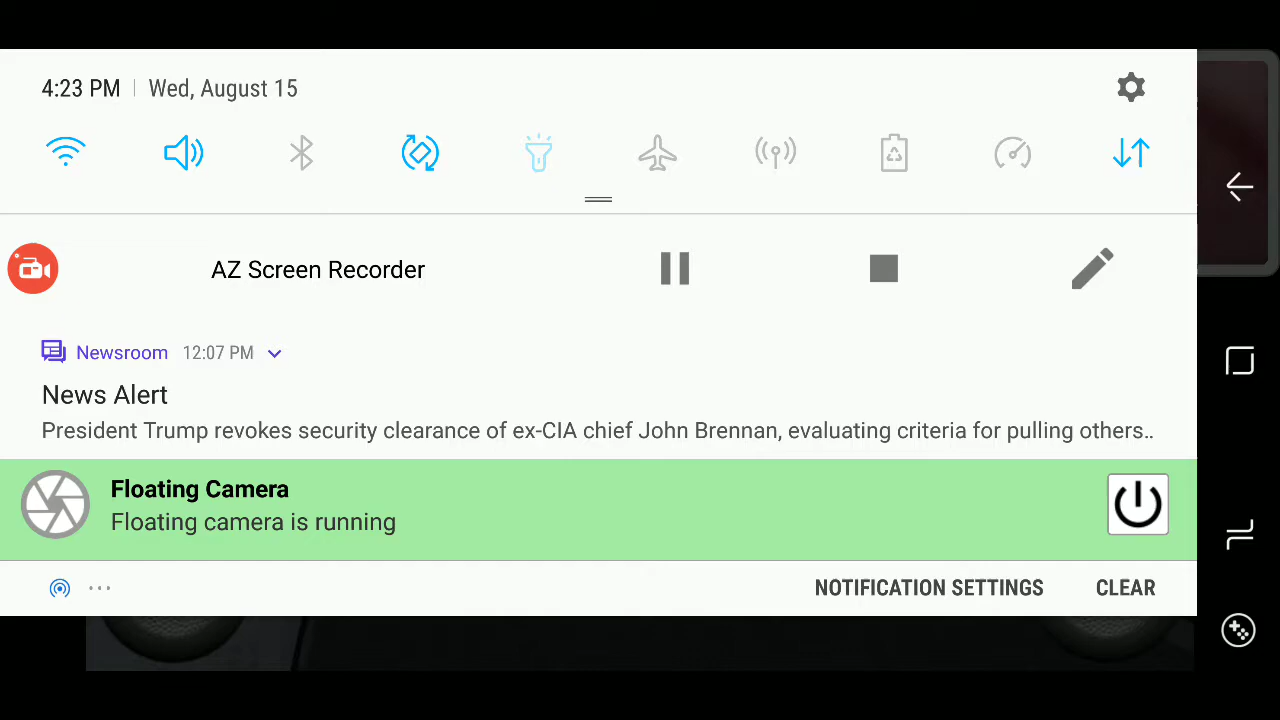 4:23 PM Wed, August 15
AZ Screen Recorder
Newsroom 12:07 PM
News Alert
President Trump revokes security clearance of ex-CIA chief John Brennan, evaluating criteria for pulling others..
Floating Camera
Floating camera is running
NOTIFICATION SETTINGS CLEAR